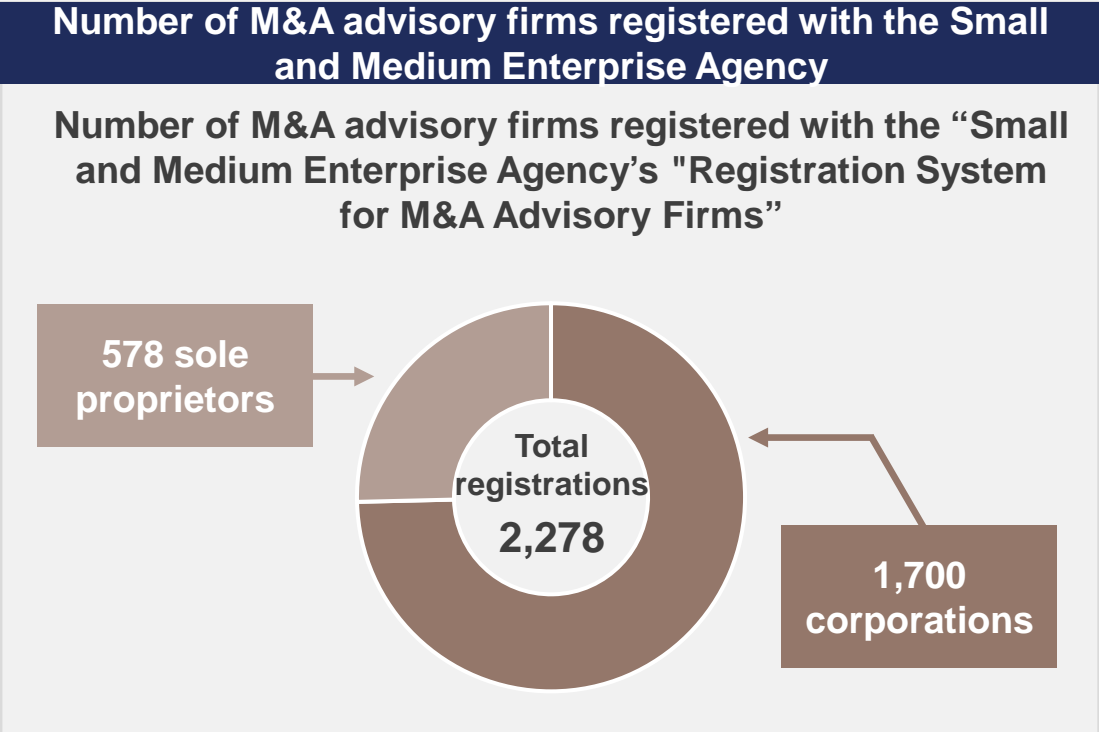 Number of M&A advisory firms registered with the Small
and Medium Enterprise Agency
Number of M&A advisory firms registered with the “Small
and Medium Enterprise Agency’s "Registration System
for M&A Advisory Firms”
578 sole
proprietors
Total
registrations
2,278
1,700
corporations